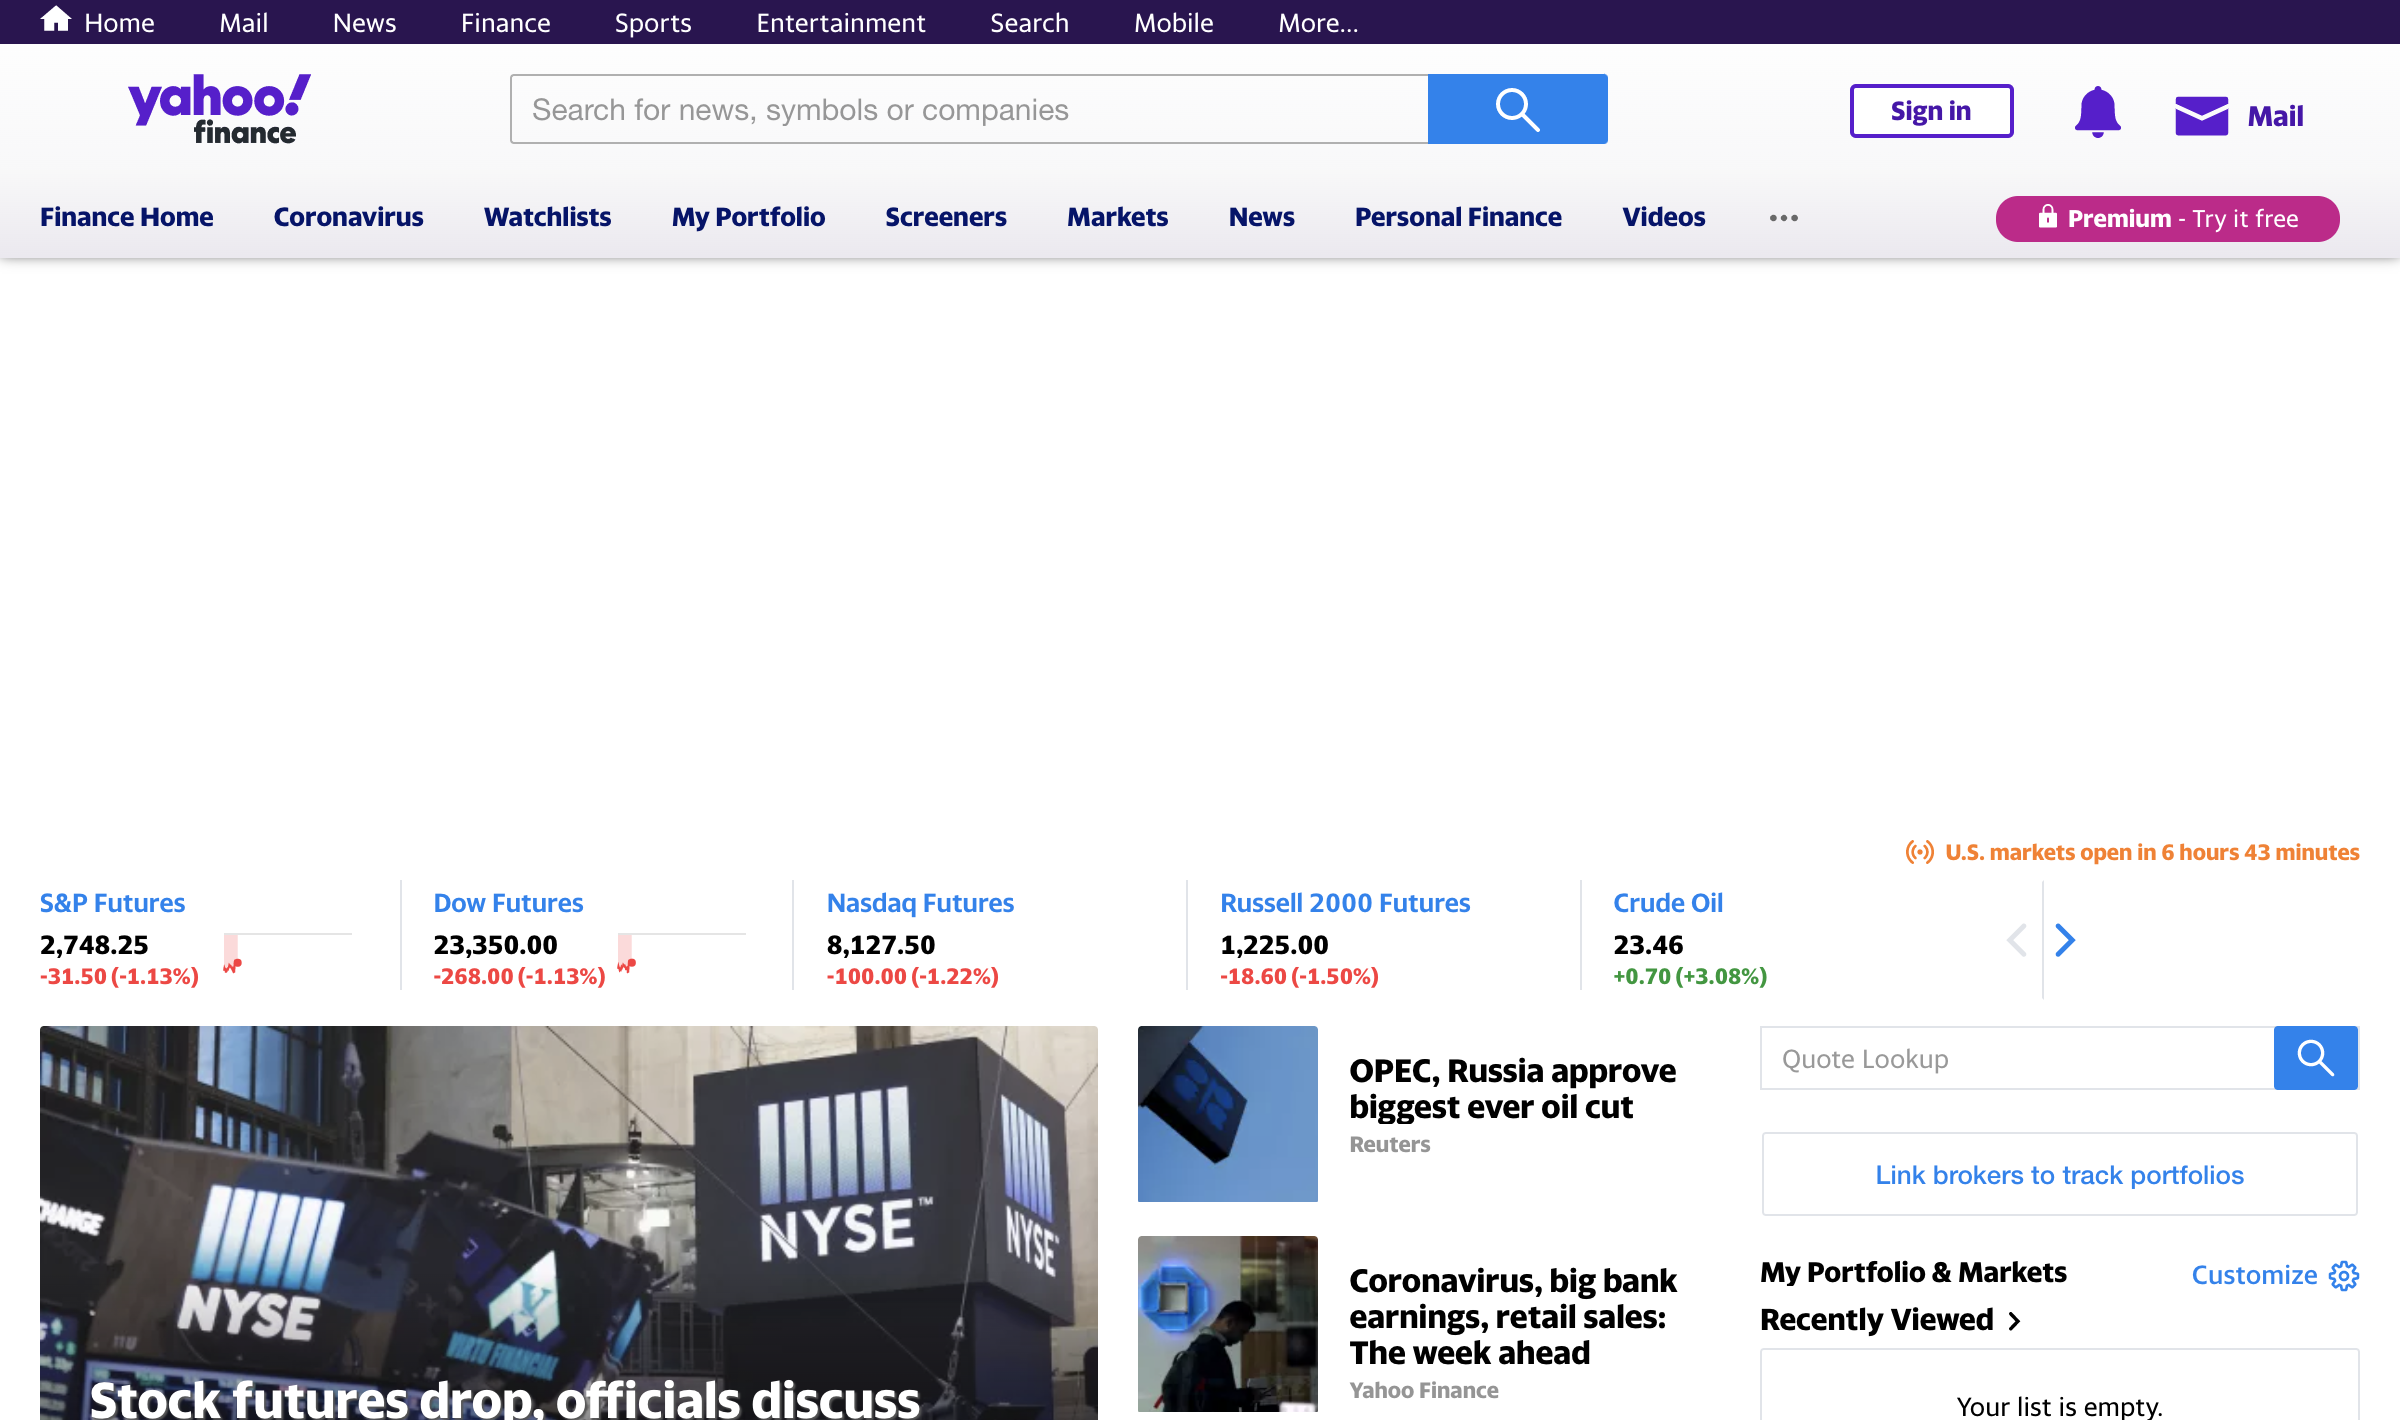 Home Mail News Finance Sports Entertainment Search Mobile More...
yahoo!
finance
Search for news, symbols or companies
Sign in
Mail
Finance Home Coronavirus Watchlists My Portfolio Screeners Markets News Personal Finance Videos
Premium - Try it free
U.S. markets open in 6 hours 43 minutes
S&P Futures
2,748.25
-31.50 (-1.13%)
Dow Futures
23,350.00
-268.00 (-1.13%)
Nasdaq Futures
8,127.50
-100.00 (-1.22%)
Russell 2000 Futures
1,225.00
-18.60 (-1.50%)
Crude Oil
23.46
+0.70 (+3.08%)
NYSE™
NYSE
NYSE
VIRTU FINANCIAL
Stock futures drop, officials discuss
OPEC, Russia approve
biggest ever oil cut
Reuters
Coronavirus, big bank
earnings, retail sales:
The week ahead
Yahoo Finance
Quote Lookup
Link brokers to track portfolios
My Portfolio & Markets
Customize
Recently Viewed
Your list is empty.